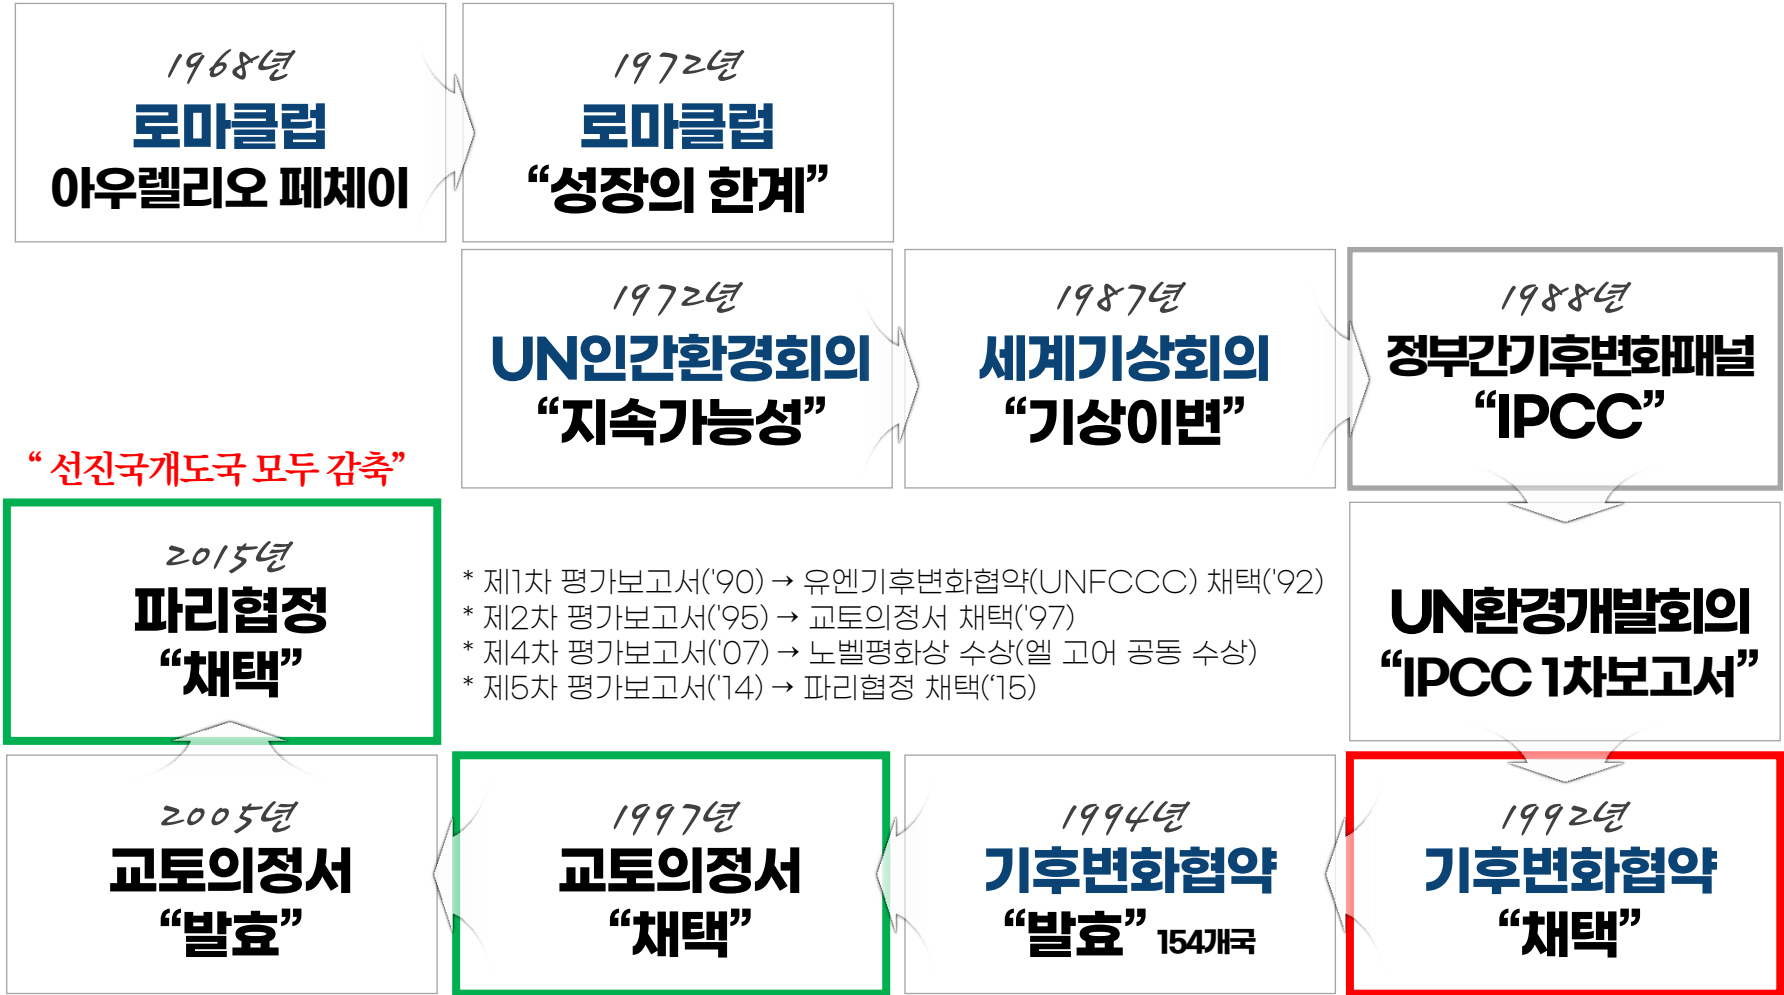 1968년
로마클럽
아우렐리오 페체이
1972년
로마클럽
“성장의 한계”
1972년
UN인간환경회의
“지속가능성”
1987년
세계기상회의
“기상이변”
1988년
정부간기후변화패널
“IPCC”
“ 선진국개도국 모두 감축”
2015년
파리협정
“채택”
* 제1차 평가보고서('90) → 유엔기후변화협약(UNFCCC) 채택('92)
* 제2차 평가보고서('95) → 교토의정서 채택('97)
* 제4차 평가보고서('07) → 노벨평화상 수상(엘 고어 공동 수상)
* 제5차 평가보고서('14) → 파리협정 채택(‘15)
UN환경개발회의
“IPCC 1차보고서”
2005년
교토의정서
“발효”
1997년
교토의정서
“채택”
1994년
기후변화협약
“발효” 154개국
1992년
기후변화협약
“채택”